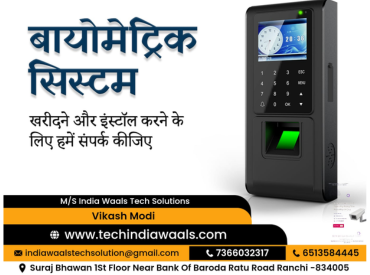 बायोमेट्रिक
सिस्टम
खरीदने और इंस्टॉल करने के
लिए हमें संपर्क कीजिए
M/S India Waals Tech Solutions
Vikash Modi
www.techindiawaals.com
indiawaalstechsolution@gmail.com 7366032317 6513584445
Suraj Bhawan 1St Floor Near Bank Of Baroda Ratu Road Ranchi -834005